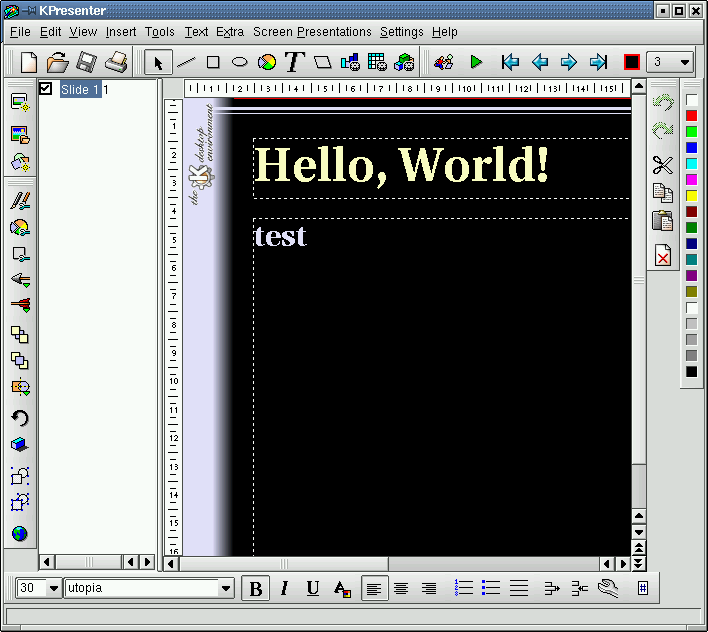 KPresenter
File Edit View Insert Tools Text Extra Screen Presentations Settings Help
T
3
Slide 1 1
1 1 2 3 4 5 6 7 8 9 10 11 12 13 14 15
1
2
3
4
5
6
7
8
9
10
11
12
13
14
15
16
the K desktop environment
Hello, World!
test
30 utopia B I U A